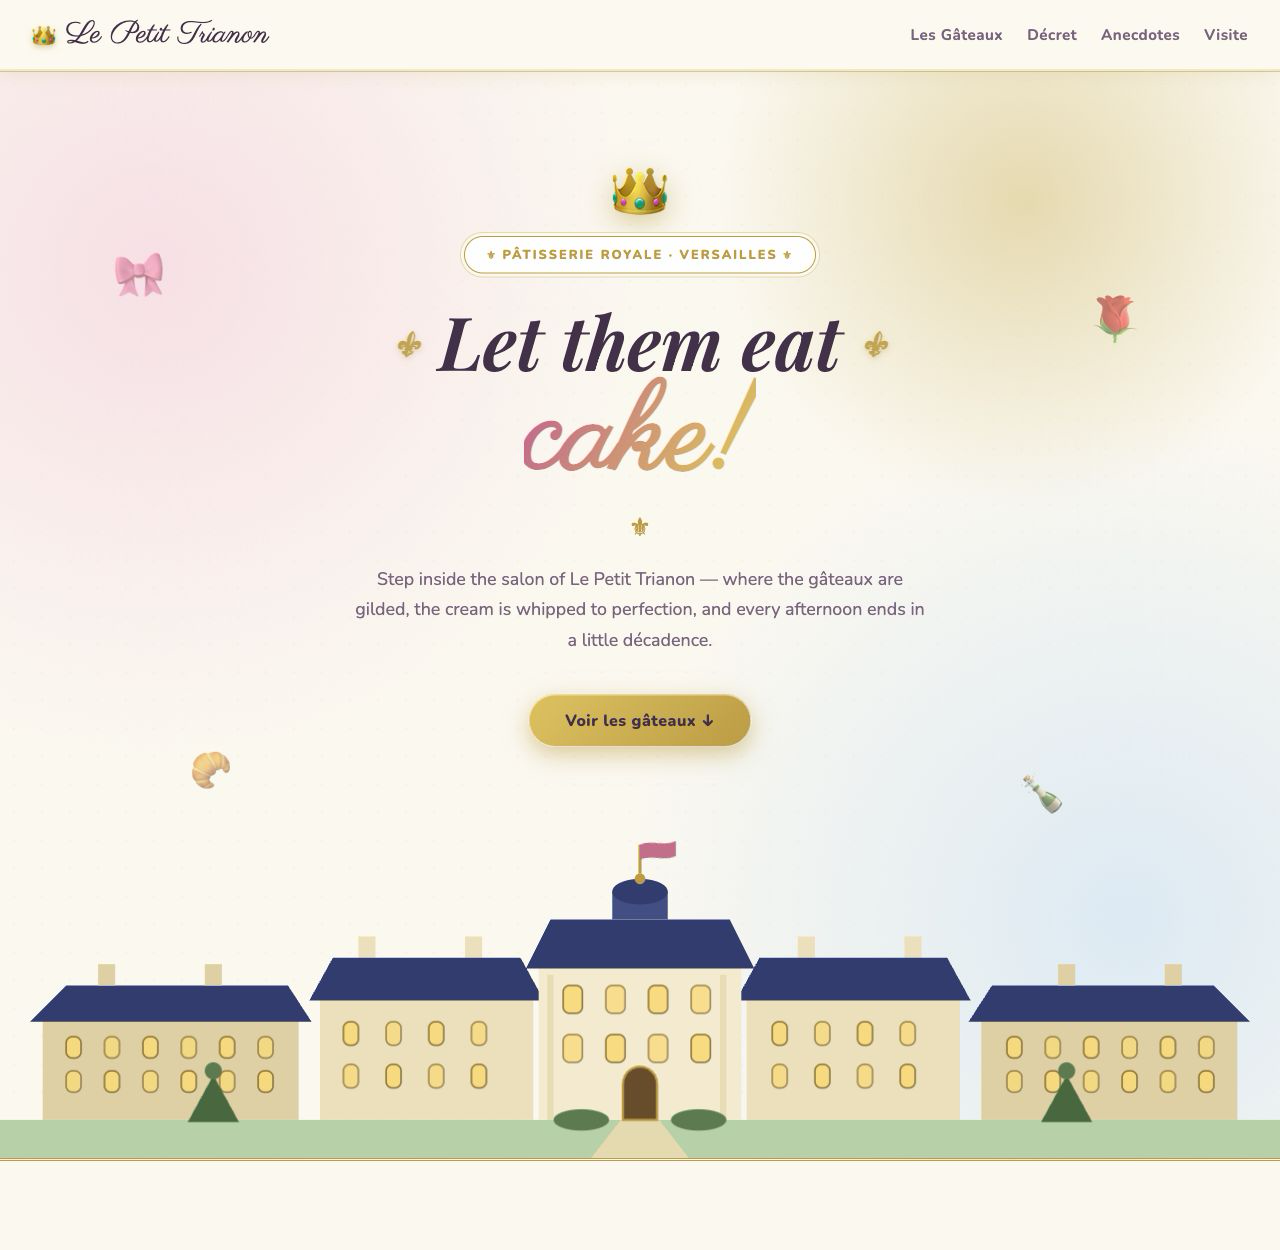 Le Petit Trianon
Les Gâteaux Décret Anecdotes Visite
⚜ PÂTISSERIE ROYALE · VERSAILLES ⚜
⚜ Let them eat ⚜
cake!
⚜
Step inside the salon of Le Petit Trianon — where the gâteaux are
gilded, the cream is whipped to perfection, and every afternoon ends in
a little décadence.
Voir les gâteaux ↓